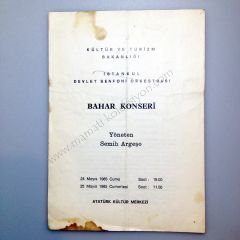 KÜLTÜR VE TURİZM
BAKANLIĞI
İSTANBUL
DEVLET SENFONİ ORKESTRASI
BAHAR KONSERİ
Yöneten
Semih Argeşo
24 Mayıs 1985 Cuma Saat : 19.00
25 Mayıs 1985 Cumartesi Saat : 11.00
ATATÜRK KÜLTÜR MERKEZİ